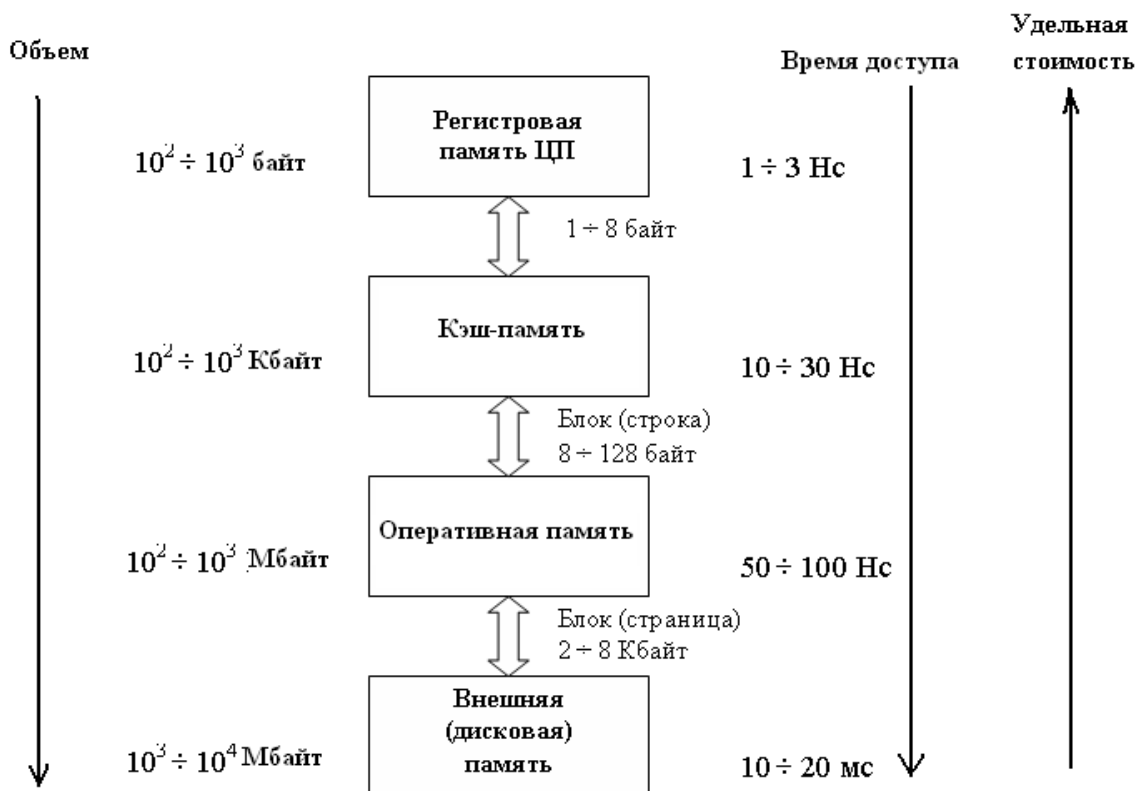 Удельная
стоимость
Объем
Время доступа
Регистровая
память ЦП
10² ÷ 10³ байт
1 ÷ 3 Нс
1 ÷ 8 байт
Кэш-память
10² ÷ 10³ Кбайт
10 ÷ 30 Нс
Блок (строка)
8 ÷ 128 байт
Оперативная память
10² ÷ 10³ Мбайт
50 ÷ 100 Нс
Блок (страница)
2 ÷ 8 Кбайт
Внешняя
(дисковая)
память
10³ ÷ 10⁴ Мбайт
10 ÷ 20 мс